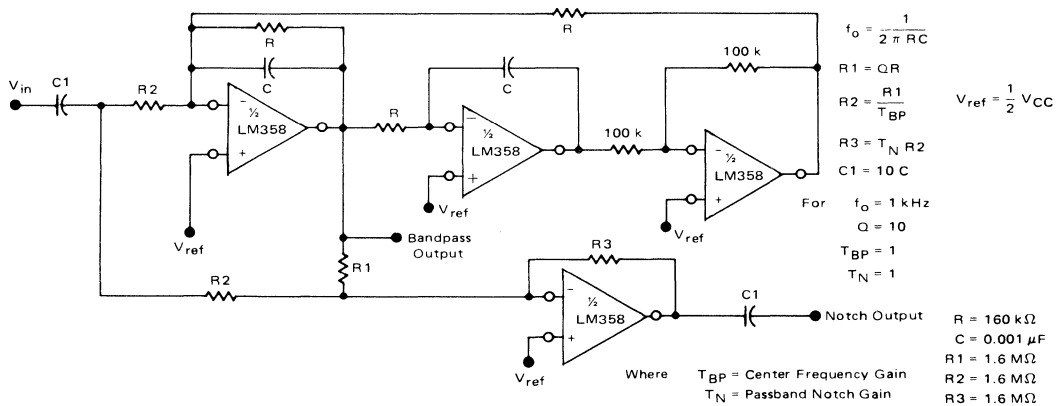 R
R
100 k
C
C
V_in
C1
R2
−
½
LM358
+
V_ref
R
−
½
LM358
+
V_ref
100 k
−
½
LM358
+
V_ref
Bandpass
Output
R1
R2
R3
−
½
LM358
+
V_ref
C1
Notch Output
f_o = 1 / 2 π RC
R1 = QR
R2 = R1 / T_BP
V_ref = 1/2 V_CC
R3 = T_N R2
C1 = 10 C
For f_o = 1 kHz
Q = 10
T_BP = 1
T_N = 1
R = 160 kΩ
C = 0.001 μF
R1 = 1.6 MΩ
R2 = 1.6 MΩ
R3 = 1.6 MΩ
Where T_BP = Center Frequency Gain
T_N = Passband Notch Gain